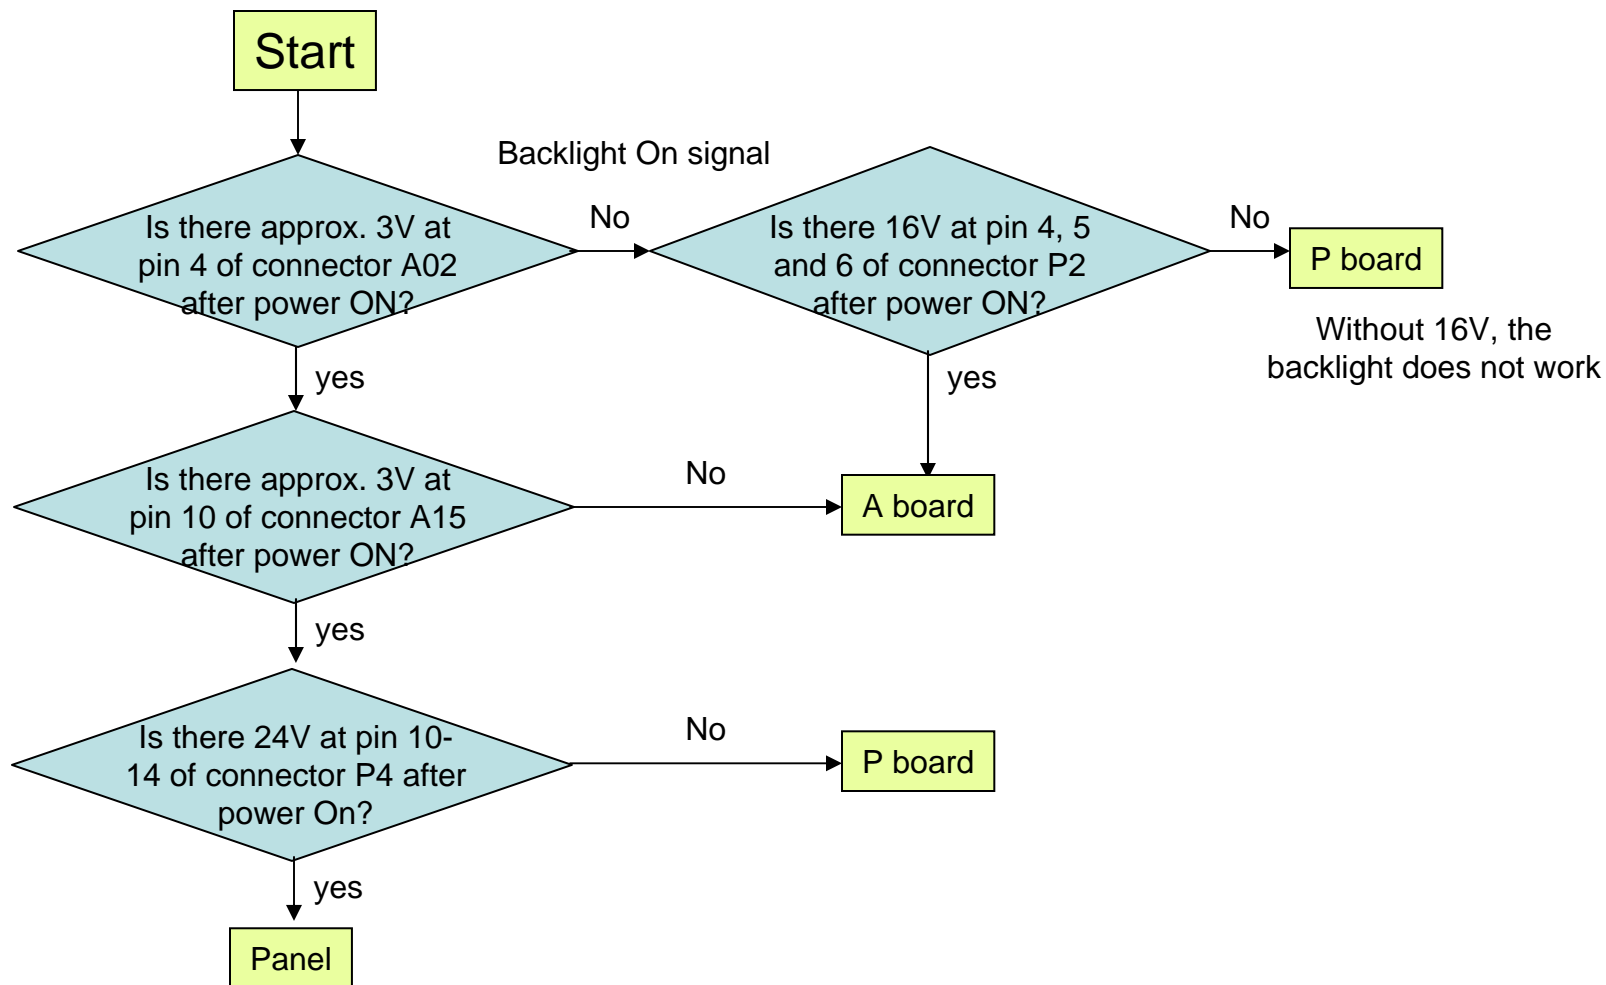 Start
Backlight On signal
Is there approx. 3V at
pin 4 of connector A02
after power ON?
No
Is there 16V at pin 4, 5
and 6 of connector P2
after power ON?
No
P board
Without 16V, the
backlight does not work
yes
yes
Is there approx. 3V at
pin 10 of connector A15
after power ON?
No
A board
yes
Is there 24V at pin 10-
14 of connector P4 after
power On?
No
P board
yes
Panel